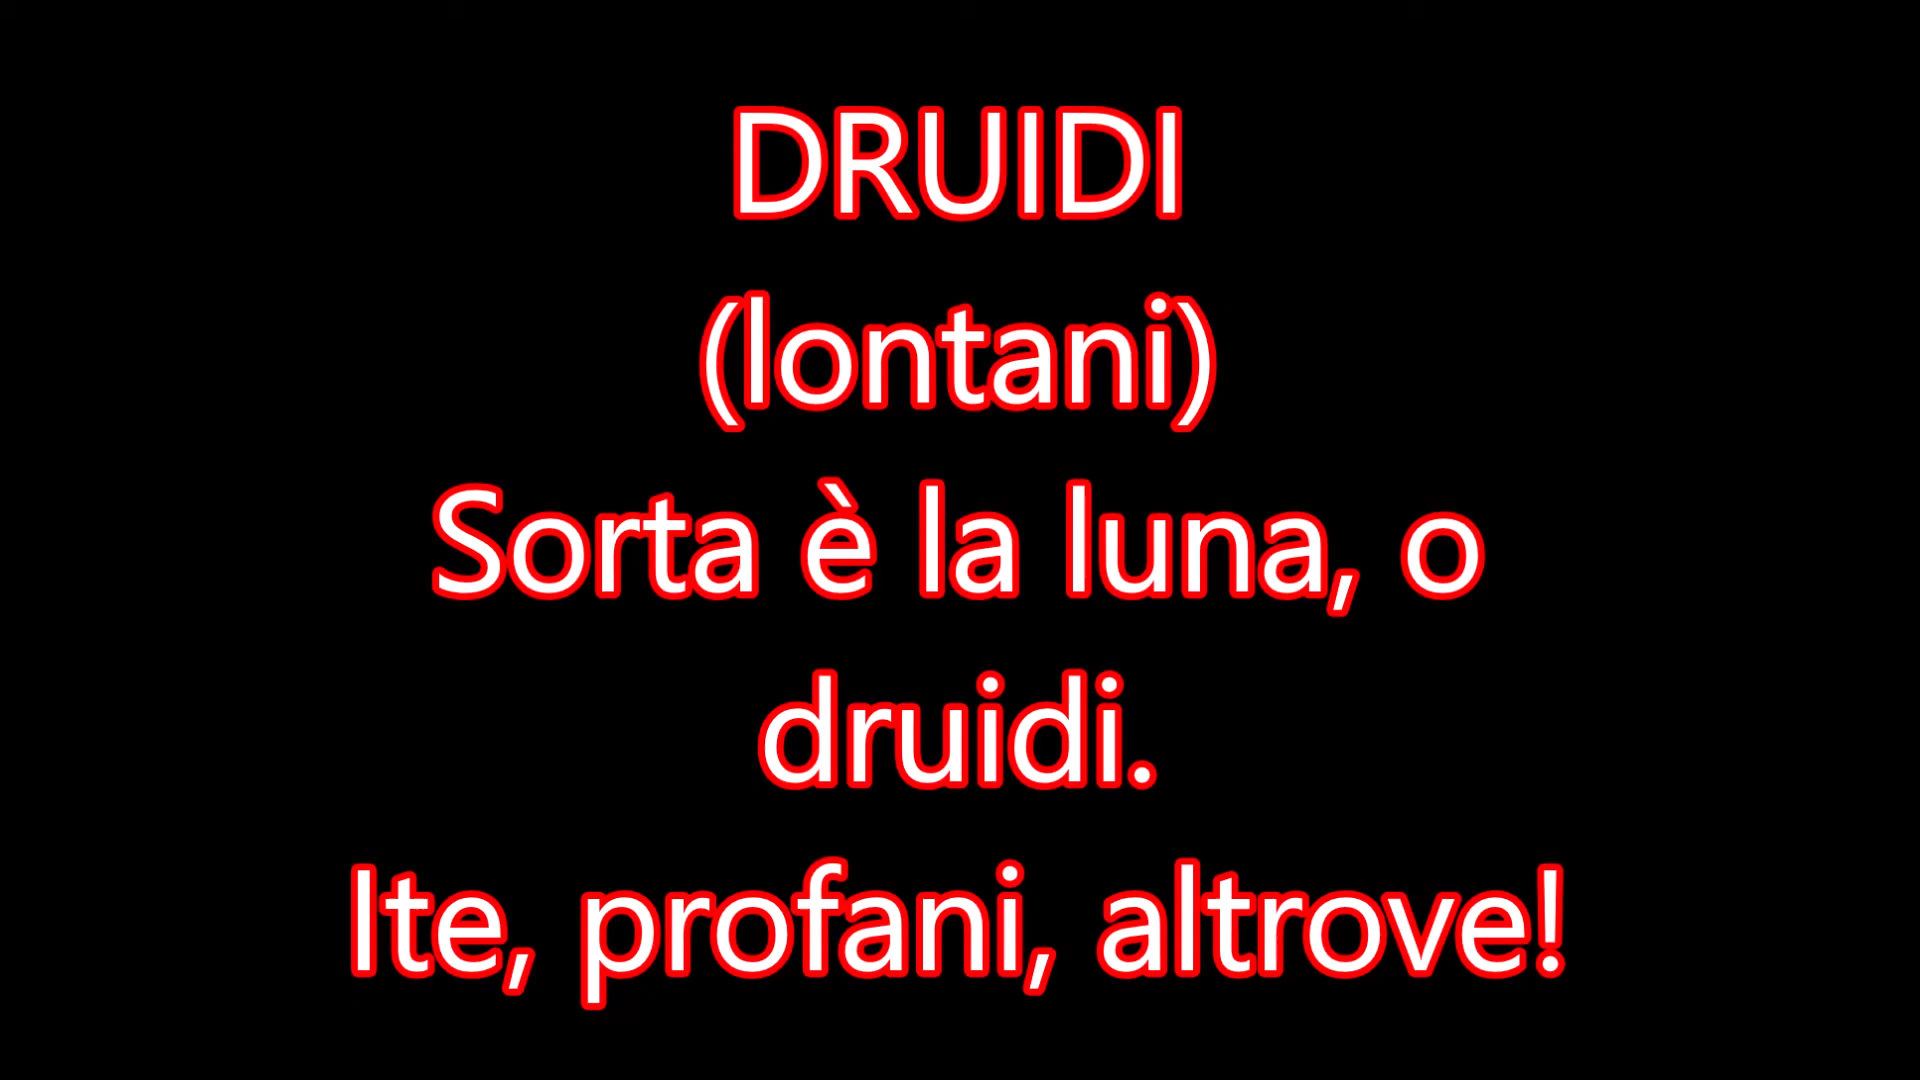 DRUIDI
(lontani)
Sorta è la luna, o
druidi.
Ite, profani, altrove!